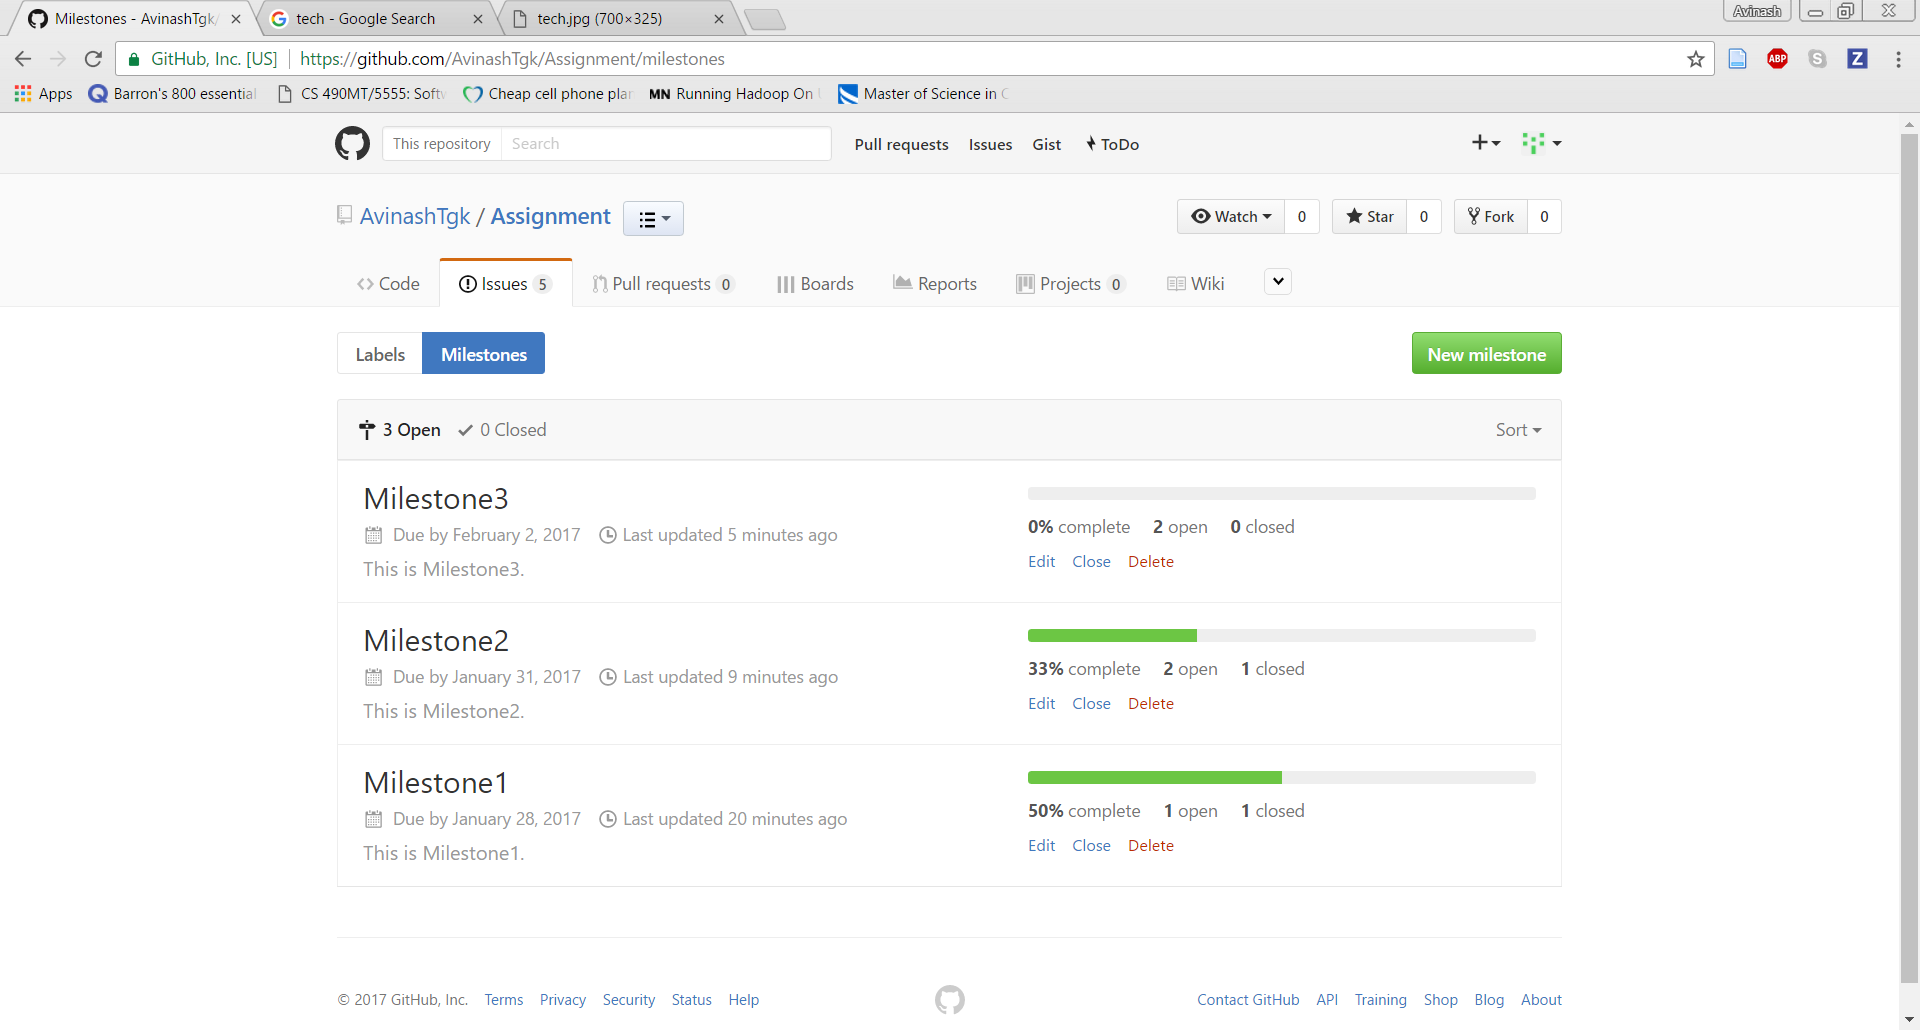 Milestones - AvinashTgk/ tech - Google Search tech.jpg (700×325) Avinash
GitHub, Inc. [US] https://github.com/AvinashTgk/Assignment/milestones ABP S Z
Apps Barron's 800 essential CS 490MT/5555: Softw Cheap cell phone plan MN Running Hadoop On Master of Science in
This repository Search Pull requests Issues Gist ToDo
AvinashTgk / Assignment Watch 0 Star 0 Fork 0
Code Issues 5 Pull requests 0 Boards Reports Projects 0 Wiki
Labels Milestones New milestone
3 Open 0 Closed Sort
Milestone3
Due by February 2, 2017 Last updated 5 minutes ago
This is Milestone3.
0% complete 2 open 0 closed
Edit Close Delete
Milestone2
Due by January 31, 2017 Last updated 9 minutes ago
This is Milestone2.
33% complete 2 open 1 closed
Edit Close Delete
Milestone1
Due by January 28, 2017 Last updated 20 minutes ago
This is Milestone1.
50% complete 1 open 1 closed
Edit Close Delete
© 2017 GitHub, Inc. Terms Privacy Security Status Help Contact GitHub API Training Shop Blog About